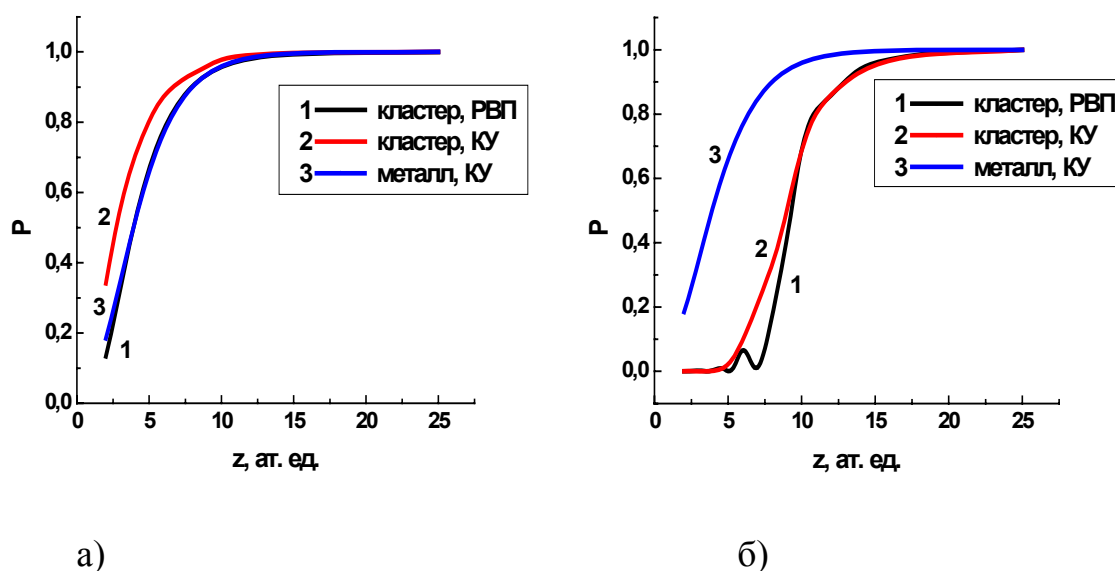 P
1,0
0,8
0,6
0,4
0,2
0,0
0 5 10 15 20 25
z, ат. ед.
1 кластер, РВП
2 кластер, КУ
3 металл, КУ
2
3
1
а)
P
1,0
0,8
0,6
0,4
0,2
0,0
0 5 10 15 20 25
z, ат. ед.
1 кластер, РВП
2 кластер, КУ
3 металл, КУ
3
2
1
б)